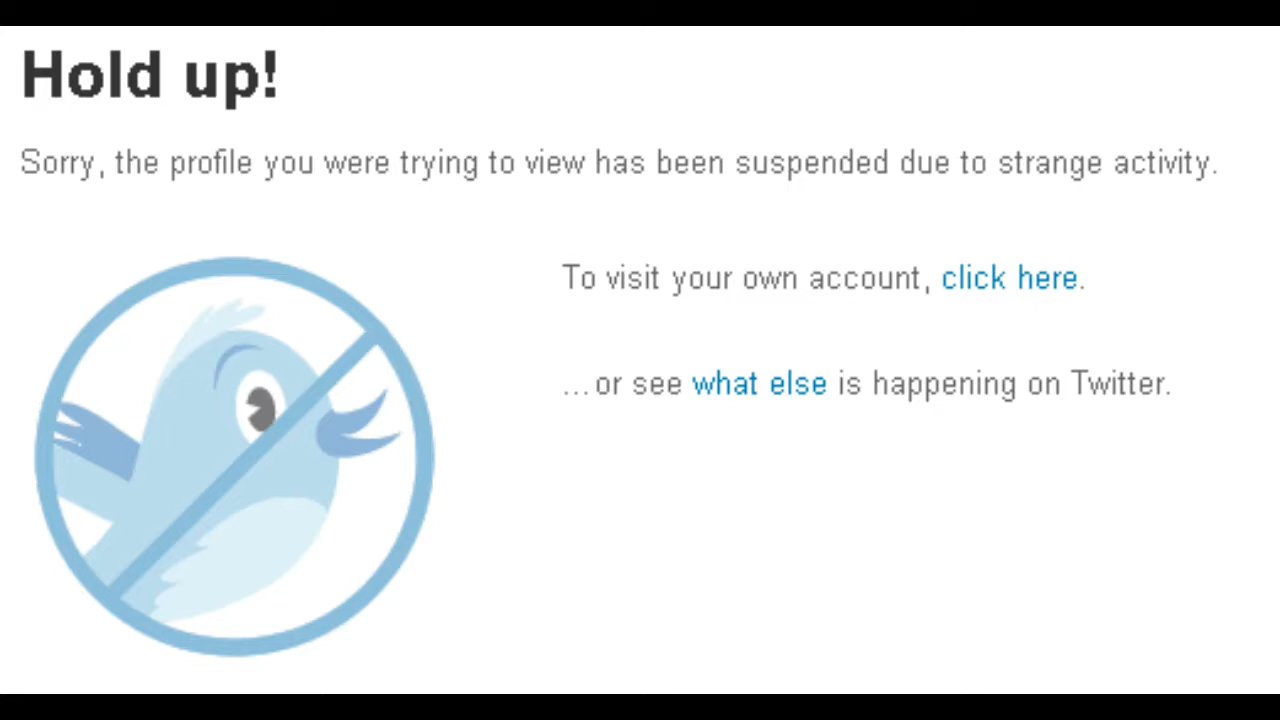 Hold up!
Sorry, the profile you were trying to view has been suspended due to strange activity.
To visit your own account, click here.
...or see what else is happening on Twitter.